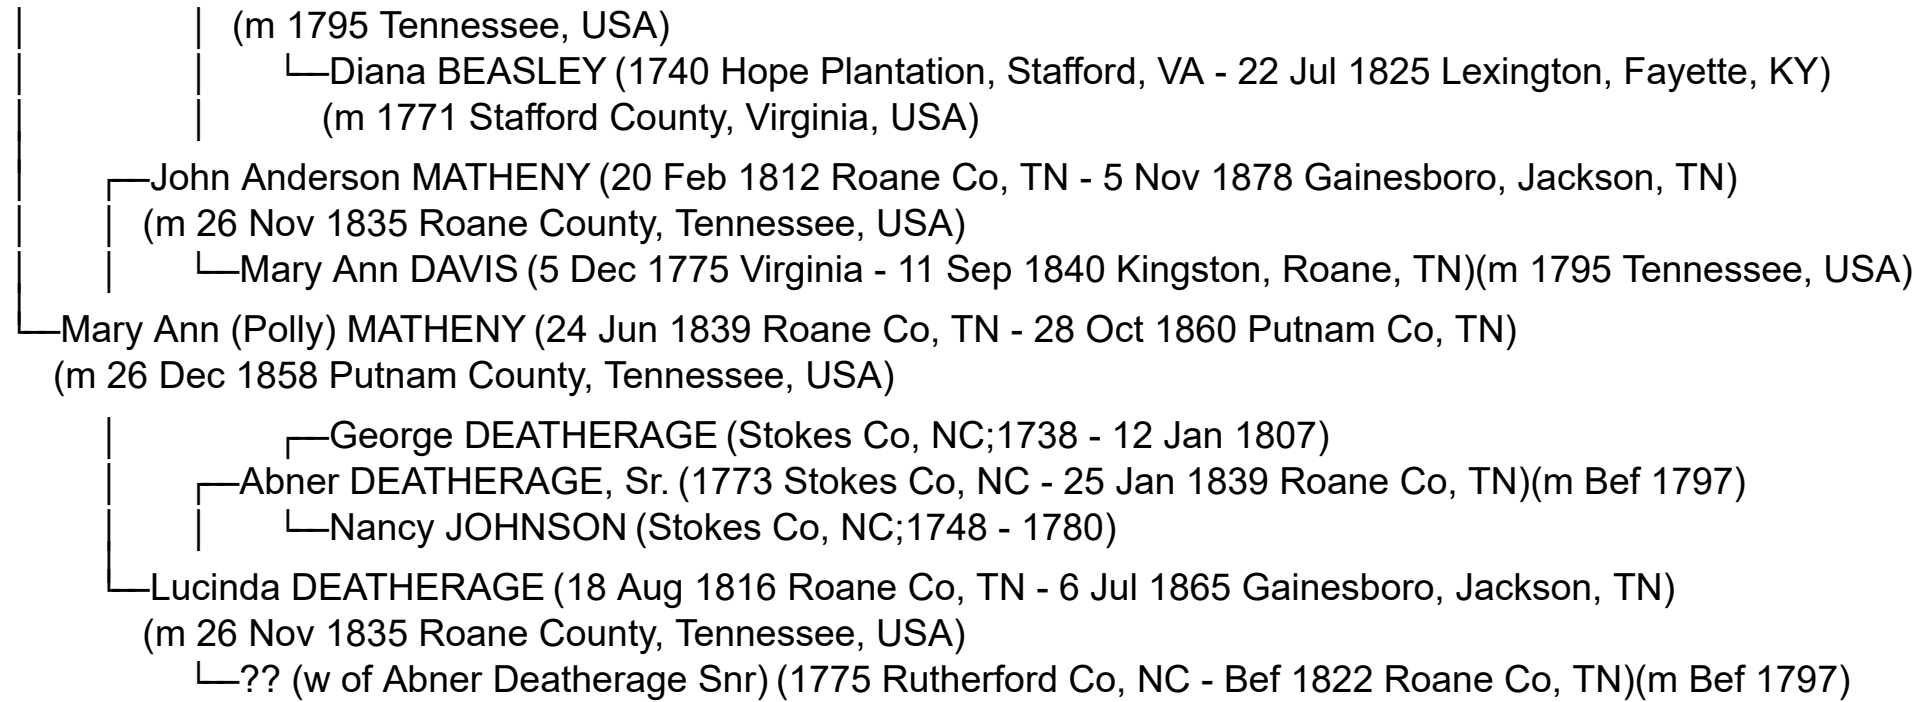 (m 1795 Tennessee, USA)
Diana BEASLEY (1740 Hope Plantation, Stafford, VA - 22 Jul 1825 Lexington, Fayette, KY)
(m 1771 Stafford County, Virginia, USA)
John Anderson MATHENY (20 Feb 1812 Roane Co, TN - 5 Nov 1878 Gainesboro, Jackson, TN)
(m 26 Nov 1835 Roane County, Tennessee, USA)
Mary Ann DAVIS (5 Dec 1775 Virginia - 11 Sep 1840 Kingston, Roane, TN)(m 1795 Tennessee, USA)
Mary Ann (Polly) MATHENY (24 Jun 1839 Roane Co, TN - 28 Oct 1860 Putnam Co, TN)
(m 26 Dec 1858 Putnam County, Tennessee, USA)
George DEATHERAGE (Stokes Co, NC;1738 - 12 Jan 1807)
Abner DEATHERAGE, Sr. (1773 Stokes Co, NC - 25 Jan 1839 Roane Co, TN)(m Bef 1797)
Nancy JOHNSON (Stokes Co, NC;1748 - 1780)
Lucinda DEATHERAGE (18 Aug 1816 Roane Co, TN - 6 Jul 1865 Gainesboro, Jackson, TN)
(m 26 Nov 1835 Roane County, Tennessee, USA)
?? (w of Abner Deatherage Snr) (1775 Rutherford Co, NC - Bef 1822 Roane Co, TN)(m Bef 1797)